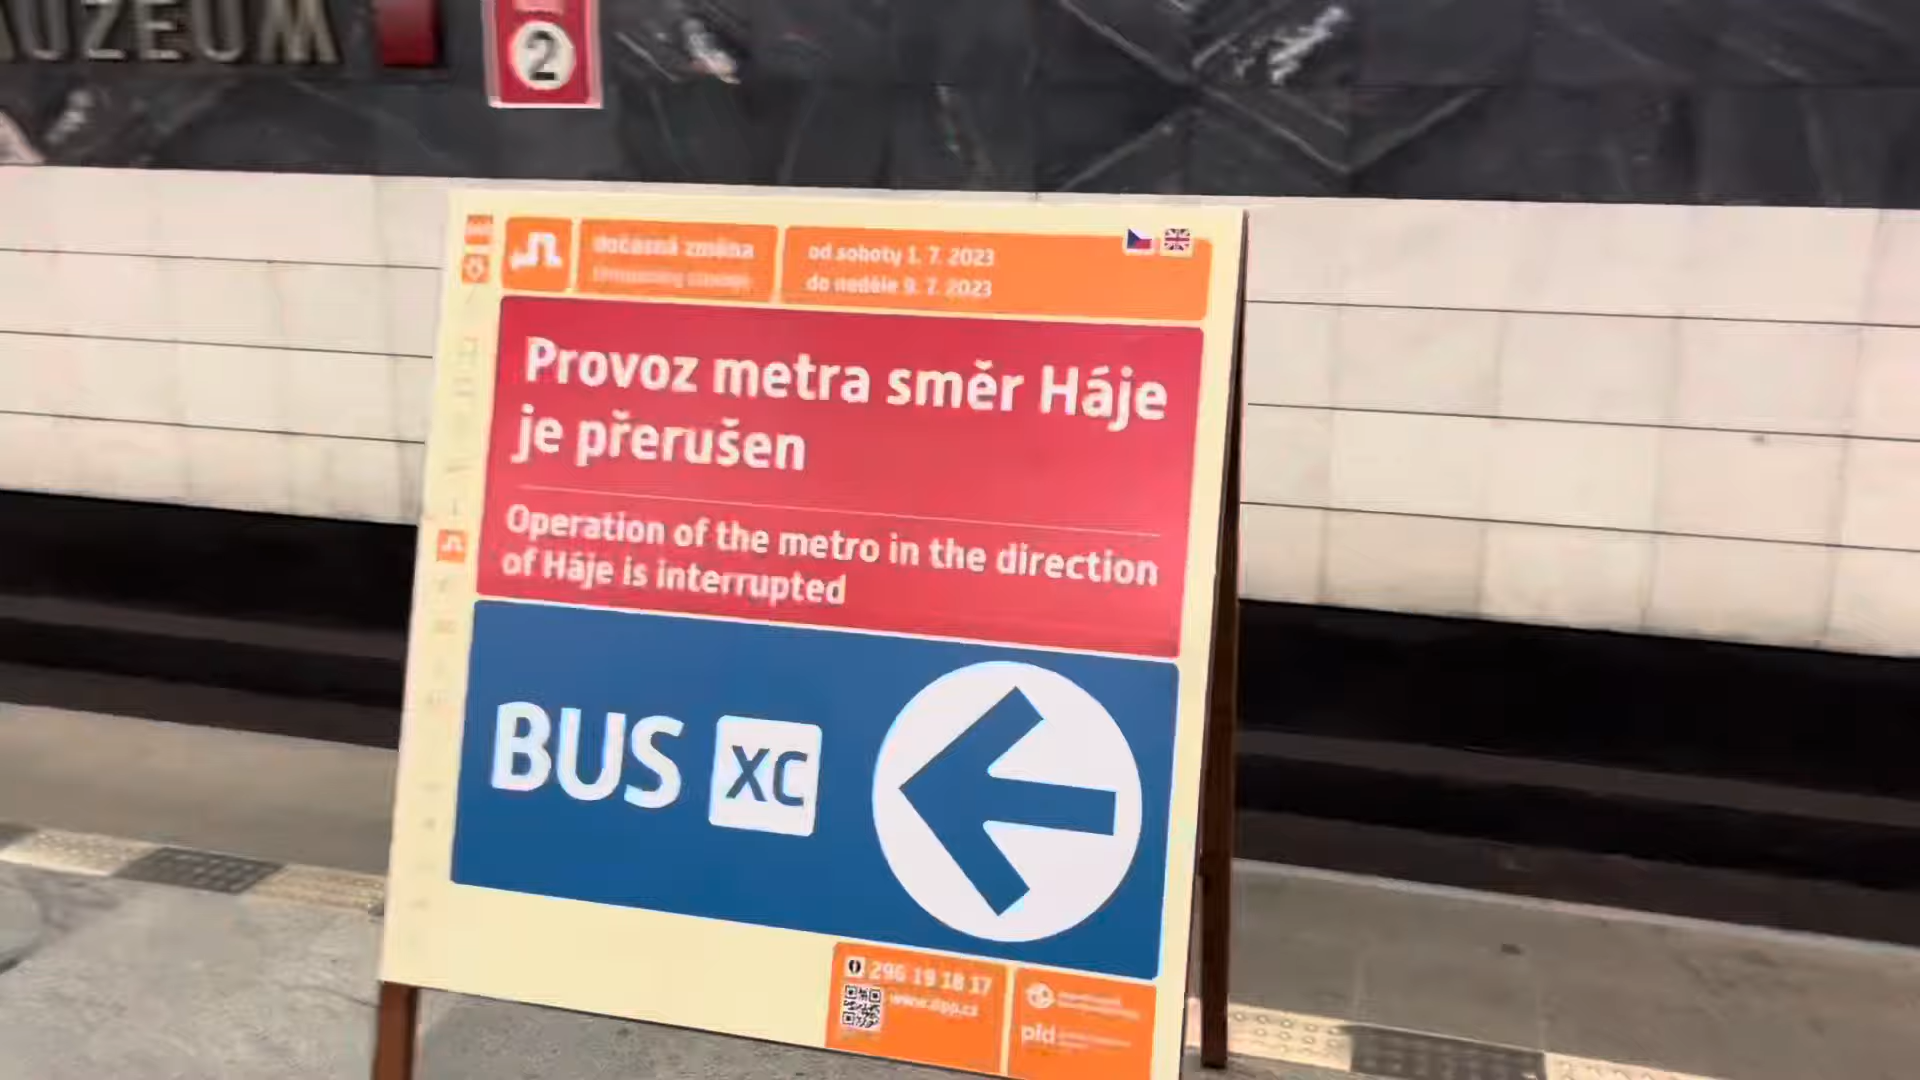 UZEUM
2
dočasná změna
od soboty 1. 7. 2023
do neděle 9. 7. 2023
Provoz metra směr Háje
je přerušen
Operation of the metro in the direction
of Háje is interrupted
BUS XC
296 19 18 17
www.dpp.cz
pid